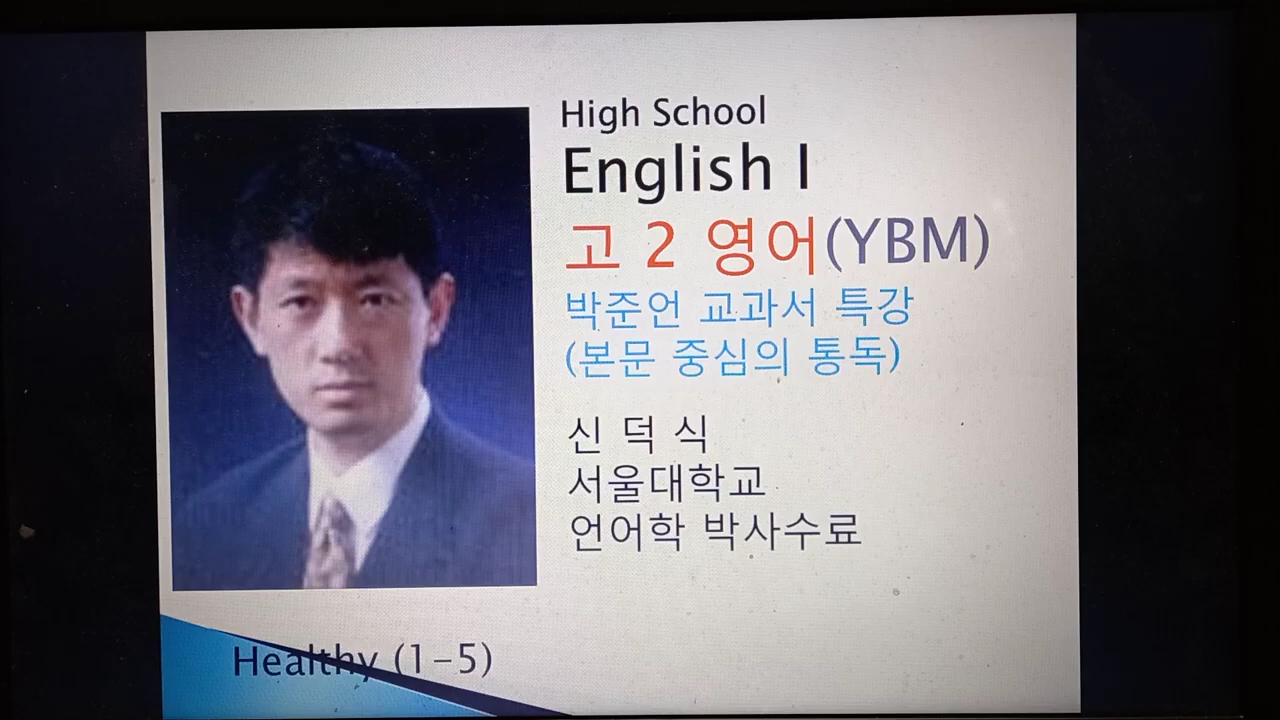 High School
English I
고 2 영어(YBM)
박준언 교과서 특강
(본문 중심의 통독)
신 덕 식
서울대학교
언어학 박사수료
Healthy (1-5)